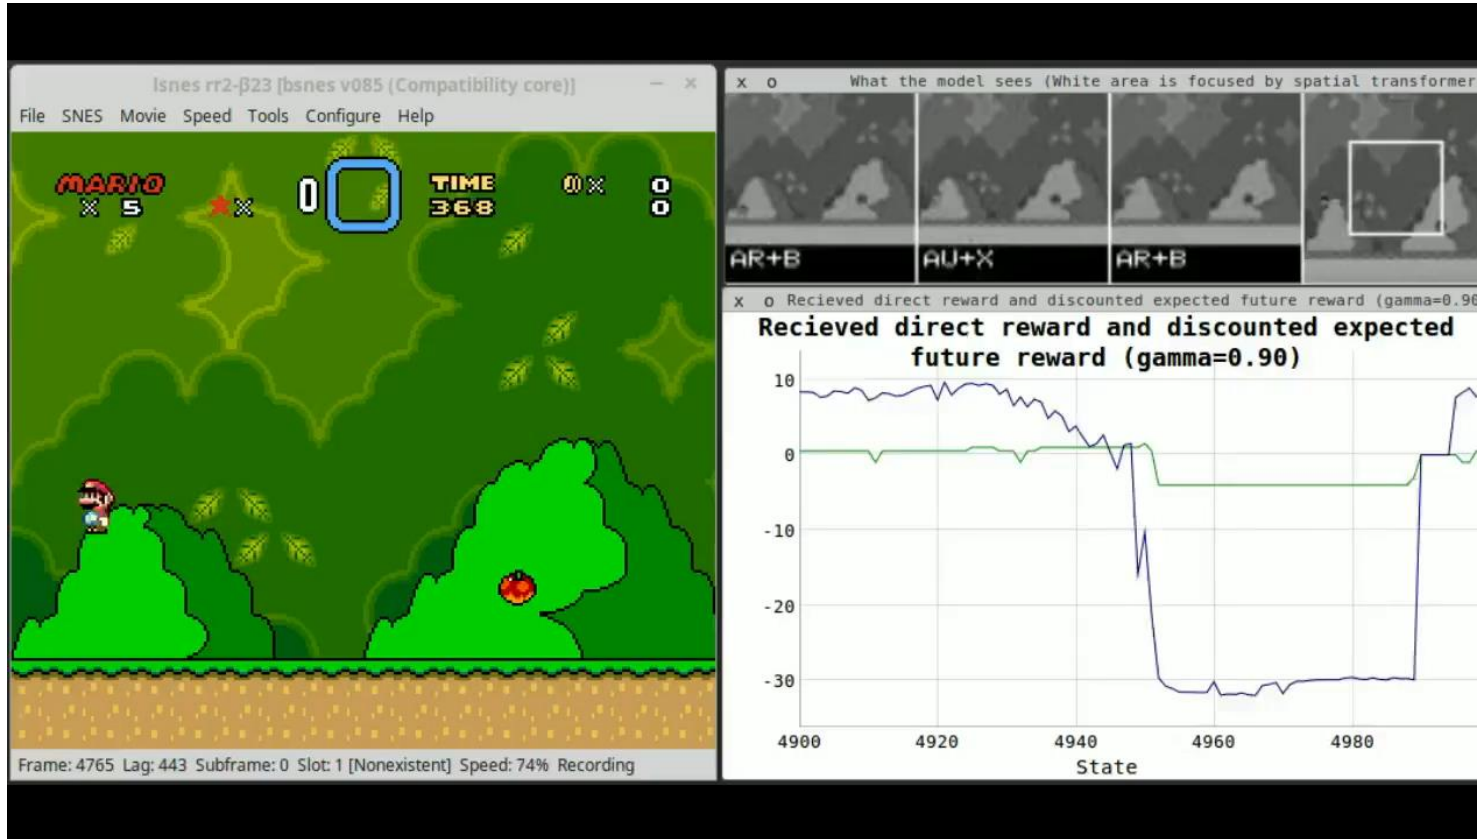 lsnes rr2-β23 [bsnes v085 (Compatibility core)]
File SNES Movie Speed Tools Configure Help
MARIO
x 5
x 0
TIME
368
x 0
0
Frame: 4765 Lag: 443 Subframe: 0 Slot: 1 [Nonexistent] Speed: 74% Recording
x o What the model sees (White area is focused by spatial transformer
AR+B AU+X AR+B
x o Recieved direct reward and discounted expected future reward (gamma=0.90
Recieved direct reward and discounted expected
future reward (gamma=0.90)
10
0
-10
-20
-30
4900 4920 4940 4960 4980
State